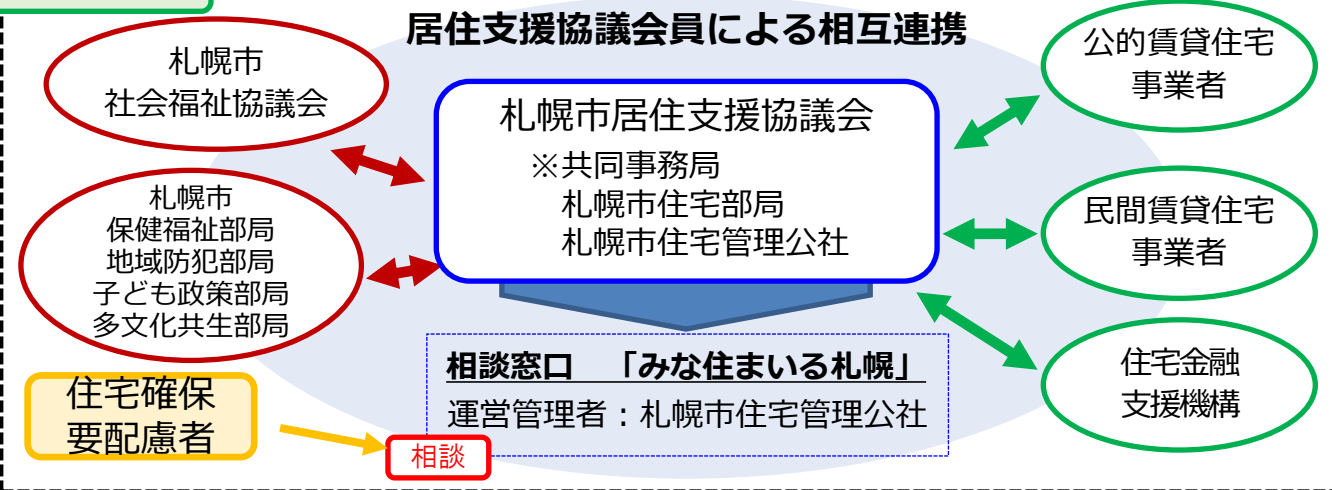 居住支援協議会員による相互連携
札幌市
社会福祉協議会
札幌市
保健福祉部局
地域防犯部局
子ども政策部局
多文化共生部局
札幌市居住支援協議会
※共同事務局
札幌市住宅部局
札幌市住宅管理公社
公的賃貸住宅
事業者
民間賃貸住宅
事業者
住宅金融
支援機構
相談窓口 「みな住まいる札幌」
運営管理者：札幌市住宅管理公社
住宅確保
要配慮者
相談